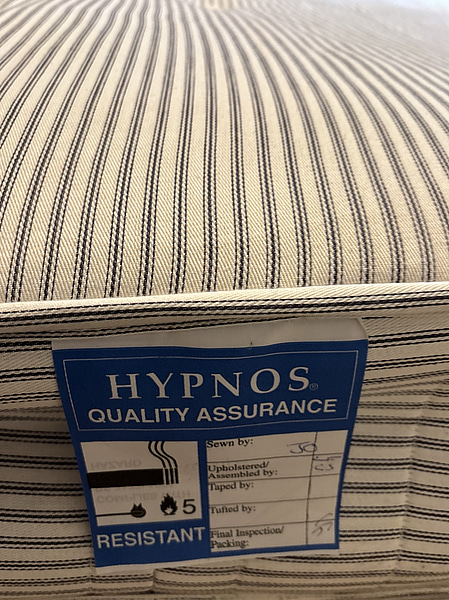 HYPNOS®
QUALITY ASSURANCE
5
RESISTANT
Sewn by:
Upholstered/
Assembled by:
Taped by:
Tufted by:
Final Inspection/
Packing: